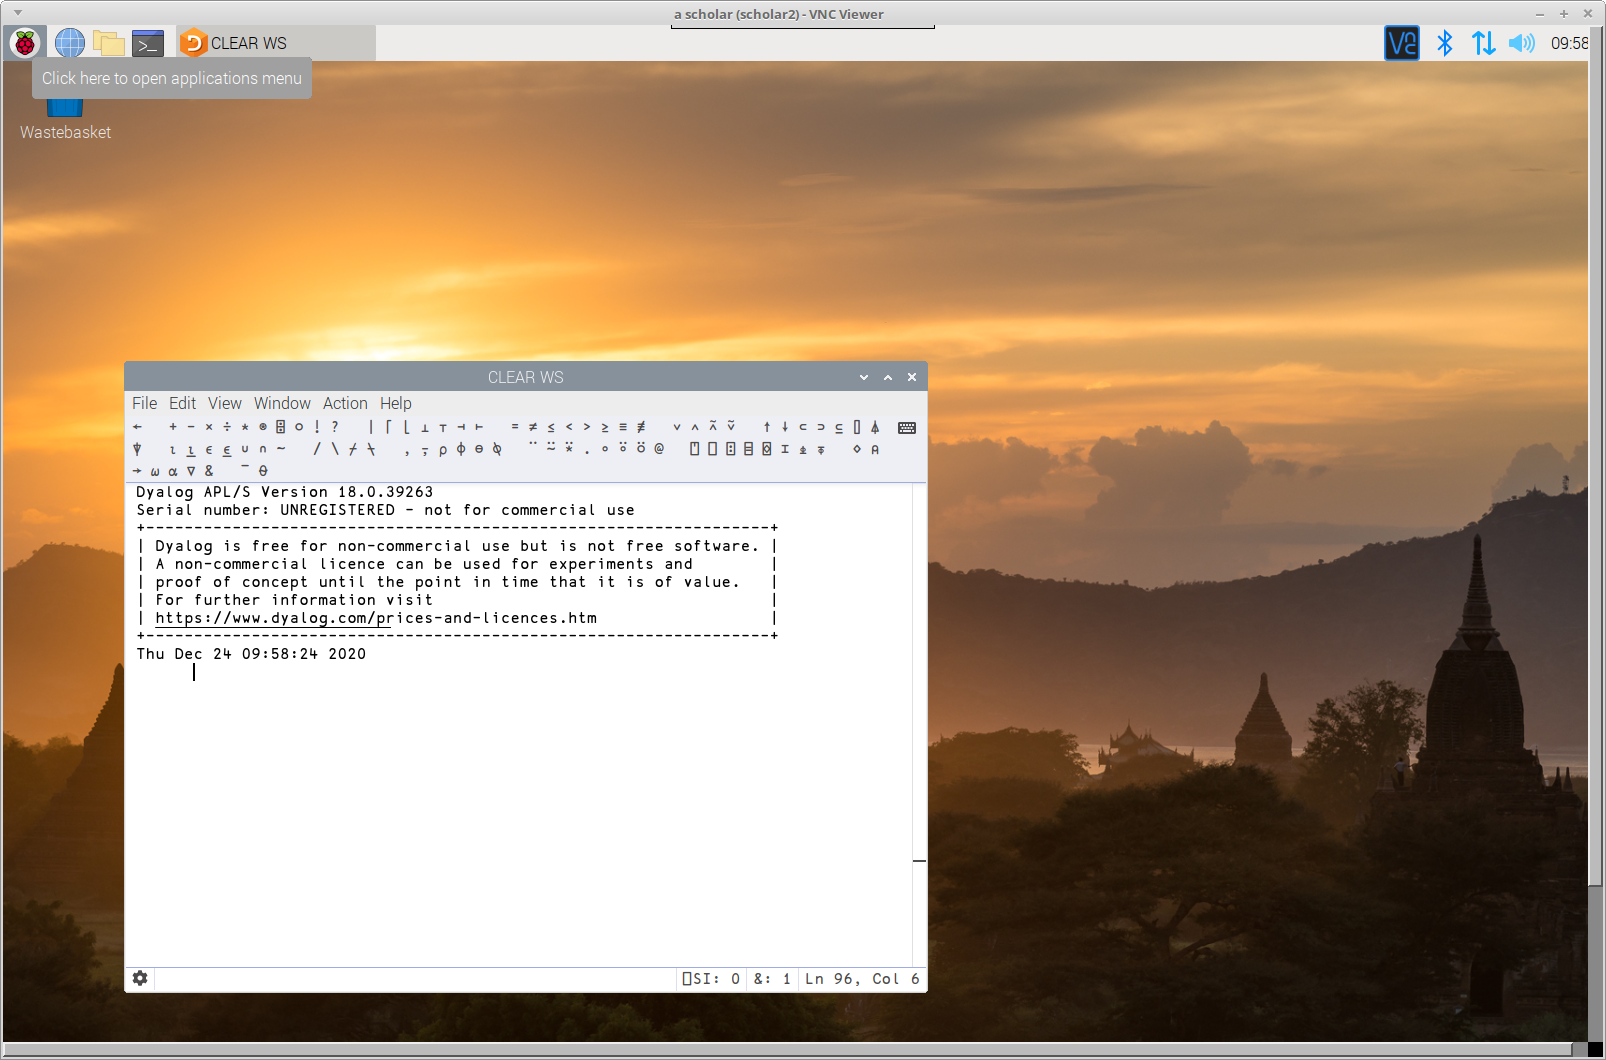 a scholar (scholar2) - VNC Viewer
CLEAR WS
09:58
Click here to open applications menu
Wastebasket
CLEAR WS
File Edit View Window Action Help
← + - × ÷ * ⍟ ⌹ ○ ! ? | ⌈ ⌊ ⊥ ⊤ ⊣ ⊢ = ≠ ≤ < > ≥ ≡ ≢ ∨ ∧ ⍲ ⍱ ↑ ↓ ⊂ ⊃ ⊆ ⌷ ⍋
⍒ ⍳ ⍸ ∊ ⍷ ∪ ∩ ~ / \ ⌿ ⍀ , ⍪ ⍴ ⌽ ⊖ ⍉ ¨ ⍨ ⍣ . ∘ ⍤ ⍥ @ ⍞ ⎕ ⍠ ⌸ ⌺ ⌶ ⍎ ⍕ ⋄ ⍝
→ ⍵ ⍺ ∇ & ¯ ⍬
Dyalog APL/S Version 18.0.39263
Serial number: UNREGISTERED - not for commercial use
+-----------------------------------------------------------------+
| Dyalog is free for non-commercial use but is not free software. |
| A non-commercial licence can be used for experiments and |
| proof of concept until the point in time that it is of value. |
| For further information visit |
| https://www.dyalog.com/prices-and-licences.htm |
+-----------------------------------------------------------------+
Thu Dec 24 09:58:24 2020
⎕SI: 0 &: 1 Ln 96, Col 6